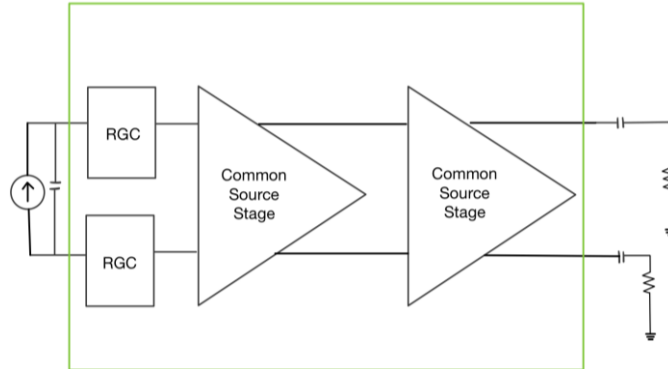 RGC
Common
Source
Stage
Common
Source
Stage
RGC